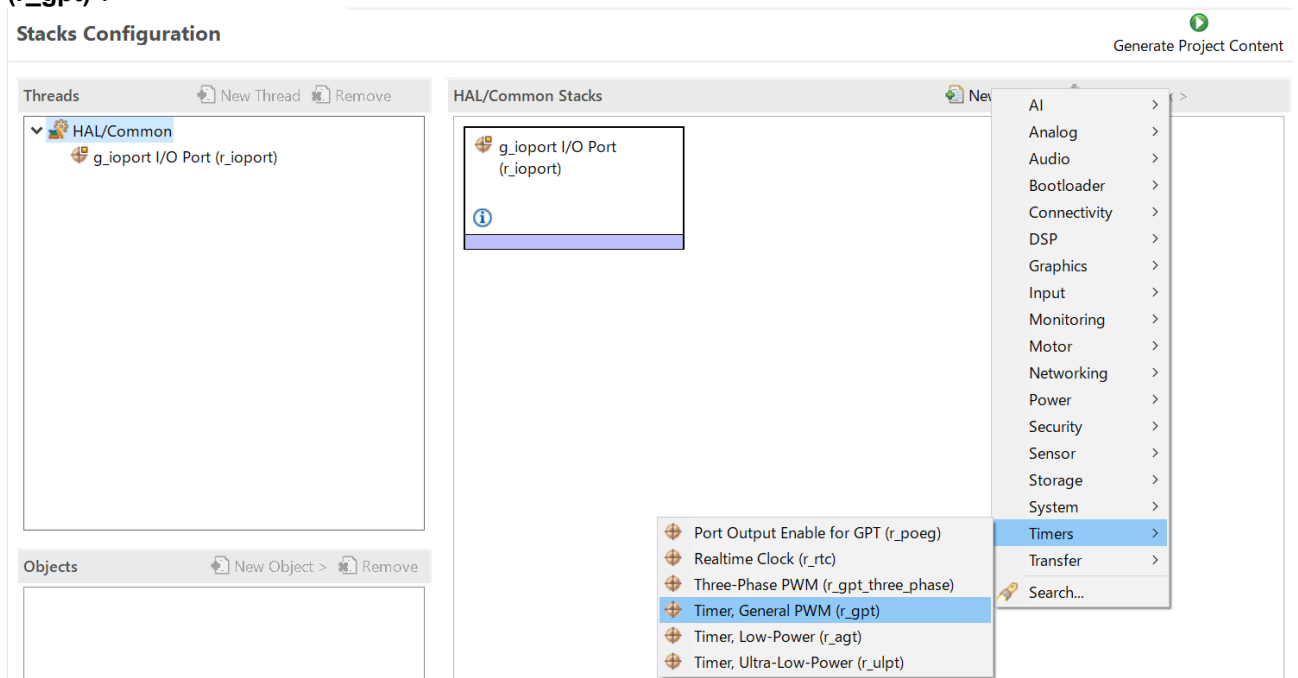 (r_gpt) .
Stacks Configuration
Generate Project Content
Threads
New Thread
Remove
HAL/Common
g_ioport I/O Port (r_ioport)
Objects
New Object >
Remove
HAL/Common Stacks
g_ioport I/O Port
(r_ioport)
AI
Analog
Audio
Bootloader
Connectivity
DSP
Graphics
Input
Monitoring
Motor
Networking
Power
Security
Sensor
Storage
System
Timers
Transfer
Search...
Port Output Enable for GPT (r_poeg)
Realtime Clock (r_rtc)
Three-Phase PWM (r_gpt_three_phase)
Timer, General PWM (r_gpt)
Timer, Low-Power (r_agt)
Timer, Ultra-Low-Power (r_ulpt)